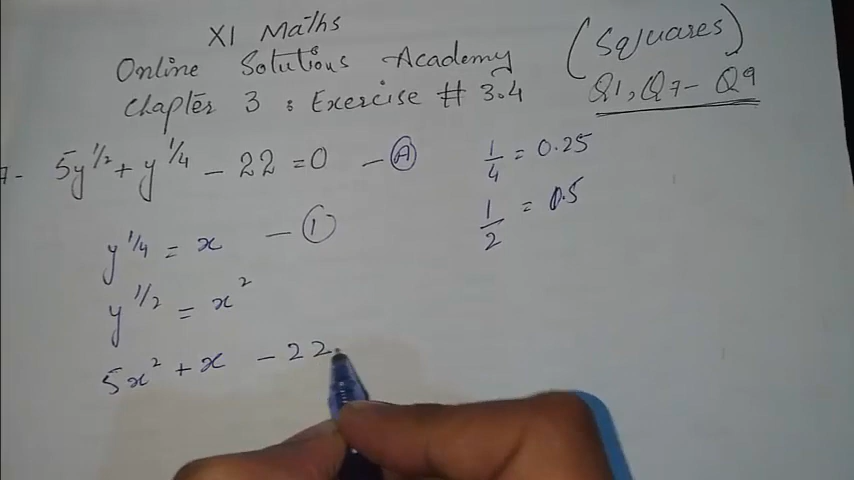 XI Maths
Online Solutions Academy (Squares)
Chapter 3 : Exercise # 3.4 Q1, Q7 - Q9
7- 5y^1/2 + y^1/4 - 22 = 0 - Ⓐ 1/4 = 0.25
y^1/4 = x - ① 1/2 = 0.5
y^1/2 = x^2
5x^2 + x - 22